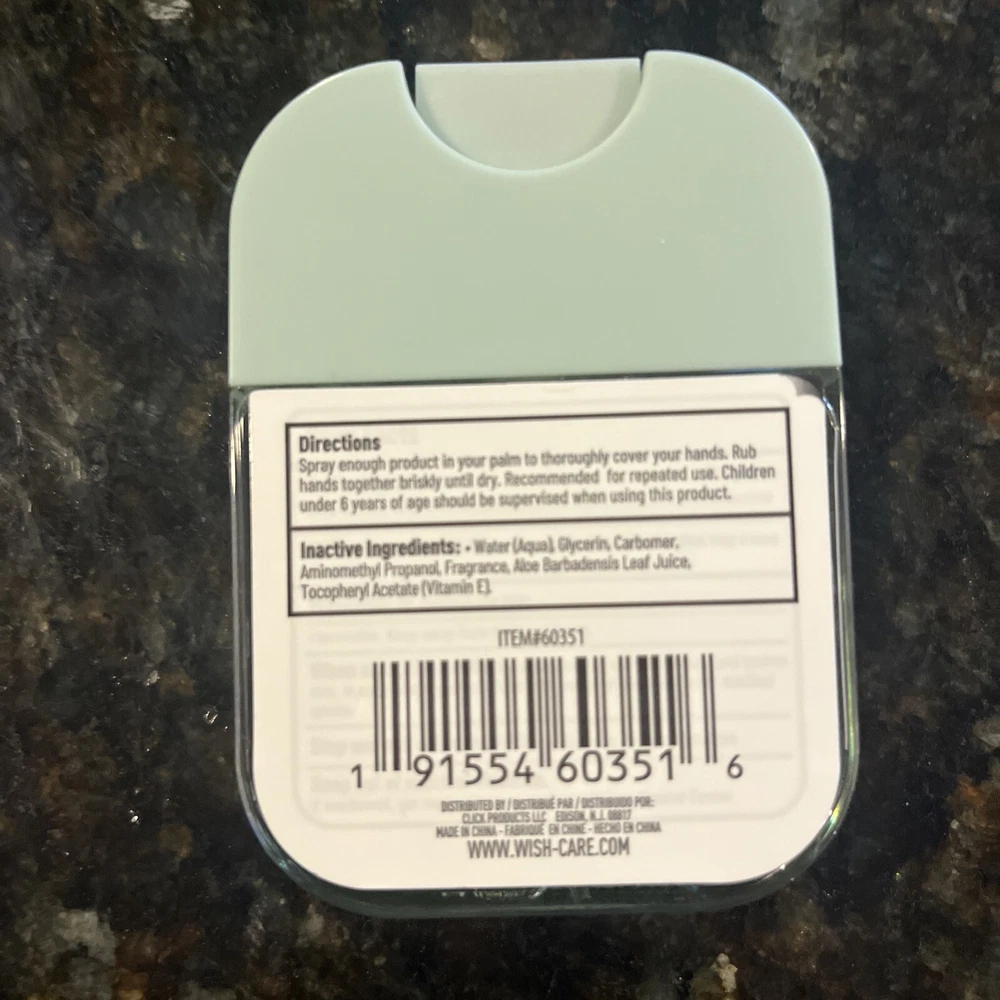 Directions
Spray enough product in your palm to thoroughly cover your hands. Rub
hands together briskly until dry. Recommended for repeated use. Children
under 6 years of age should be supervised when using this product.
Inactive Ingredients: • Water (Aqua), Glycerin, Carbomer,
Aminomethyl Propanol, Fragrance, Aloe Barbadensis Leaf Juice,
Tocopheryl Acetate (Vitamin E).
ITEM#60351
1 91554 60351 6
DISTRIBUTED BY / DISTRIBUÉ PAR / DISTRIBUIDO POR:
CLICK PRODUCTS LLC EDISON, N.J. 08817
MADE IN CHINA - FABRIQUÉ EN CHINE - HECHO EN CHINA
WWW.WISH-CARE.COM